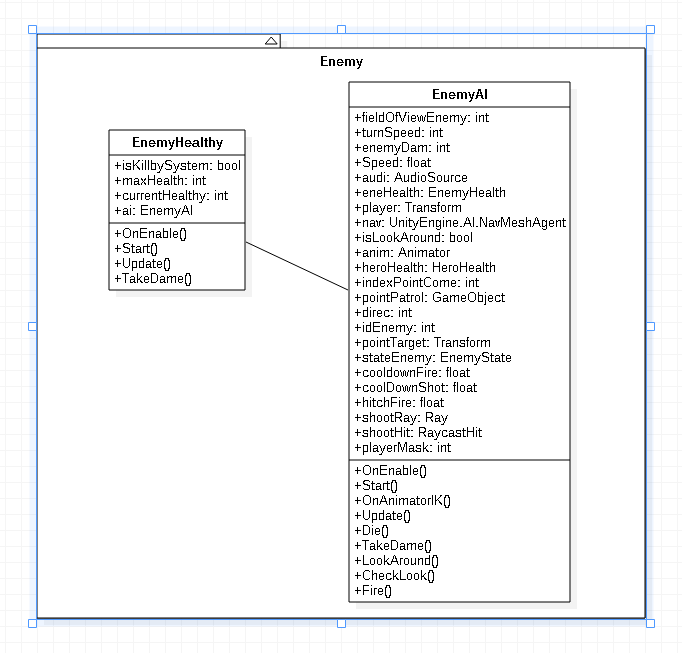 Enemy
EnemyHealthy
+isKillbySystem: bool
+maxHealth: int
+currentHealthy: int
+ai: EnemyAI
+OnEnable()
+Start()
+Update()
+TakeDame()
EnemyAI
+fieldOfViewEnemy: int
+turnSpeed: int
+enemyDam: int
+Speed: float
+audi: AudioSource
+eneHealth: EnemyHealth
+player: Transform
+nav: UnityEngine.AI.NavMeshAgent
+isLookAround: bool
+anim: Animator
+heroHealth: HeroHealth
+indexPointCome: int
+pointPatrol: GameObject
+direc: int
+idEnemy: int
+pointTarget: Transform
+stateEnemy: EnemyState
+cooldownFire: float
+coolDownShot: float
+hitchFire: float
+shootRay: Ray
+shootHit: RaycastHit
+playerMask: int
+OnEnable()
+Start()
+OnAnimatorIK()
+Update()
+Die()
+TakeDame()
+LookAround()
+CheckLook()
+Fire()